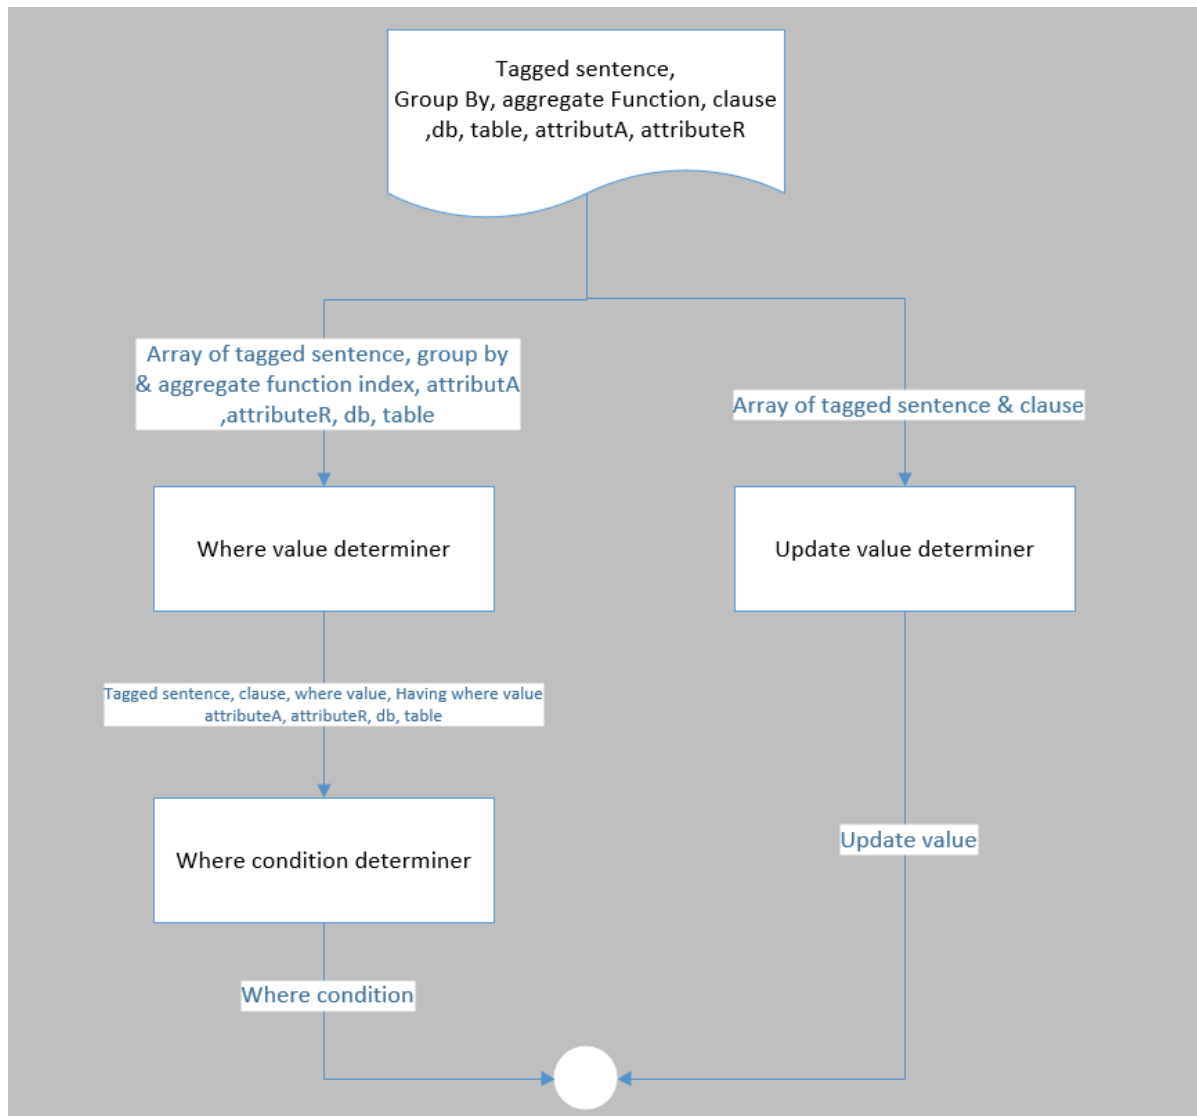 Tagged sentence,
Group By, aggregate Function, clause
,db, table, attributA, attributeR
Array of tagged sentence, group by
& aggregate function index, attributA
,attributeR, db, table
Array of tagged sentence & clause
Where value determiner
Update value determiner
Tagged sentence, clause, where value, Having where value
attributeA, attributeR, db, table
Where condition determiner
Update value
Where condition